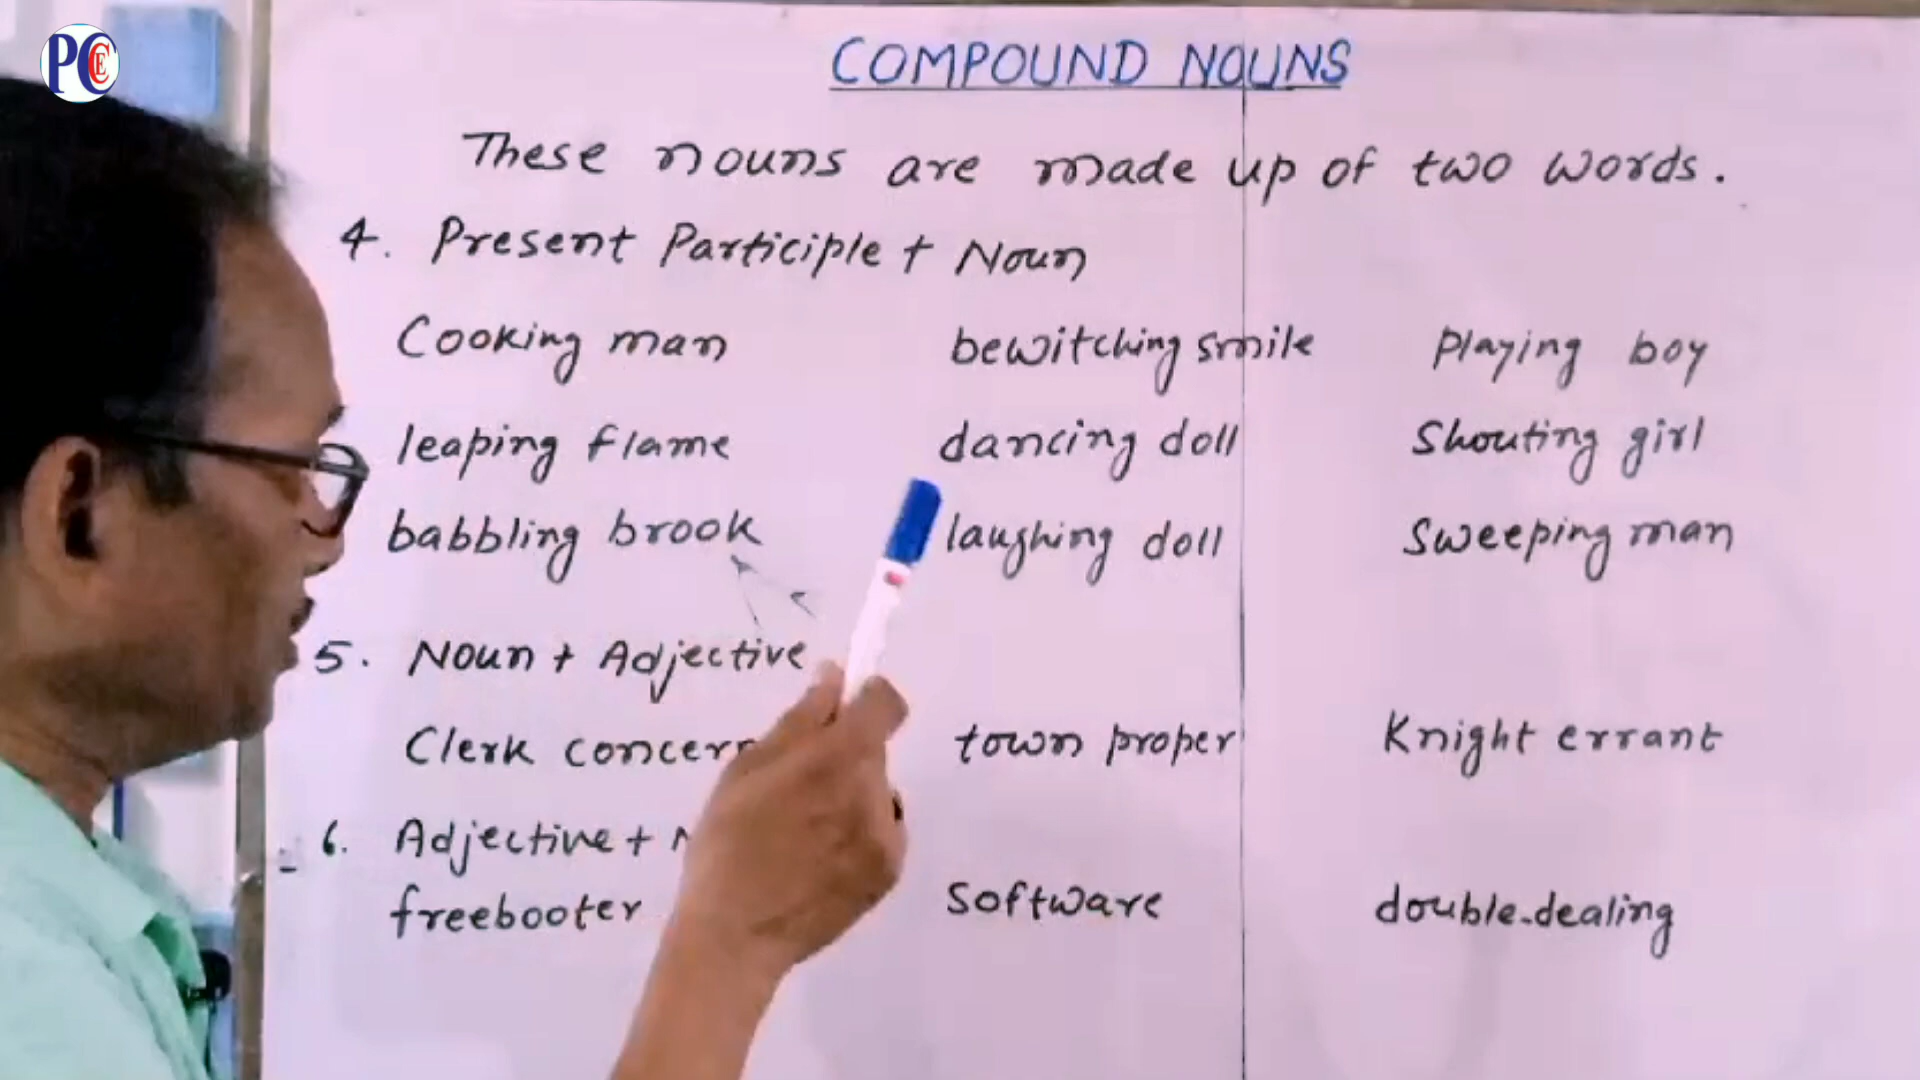 PCEC
COMPOUND NOUNS
These nouns are made up of two words.
4. Present Participle + Noun
Cooking man bewitching smile Playing boy
leaping flame dancing doll Shouting girl
babbling brook laughing doll Sweeping man
5. Noun + Adjective
Clerk town proper Knight errant
6. Adjective +
freebooter Software double-dealing